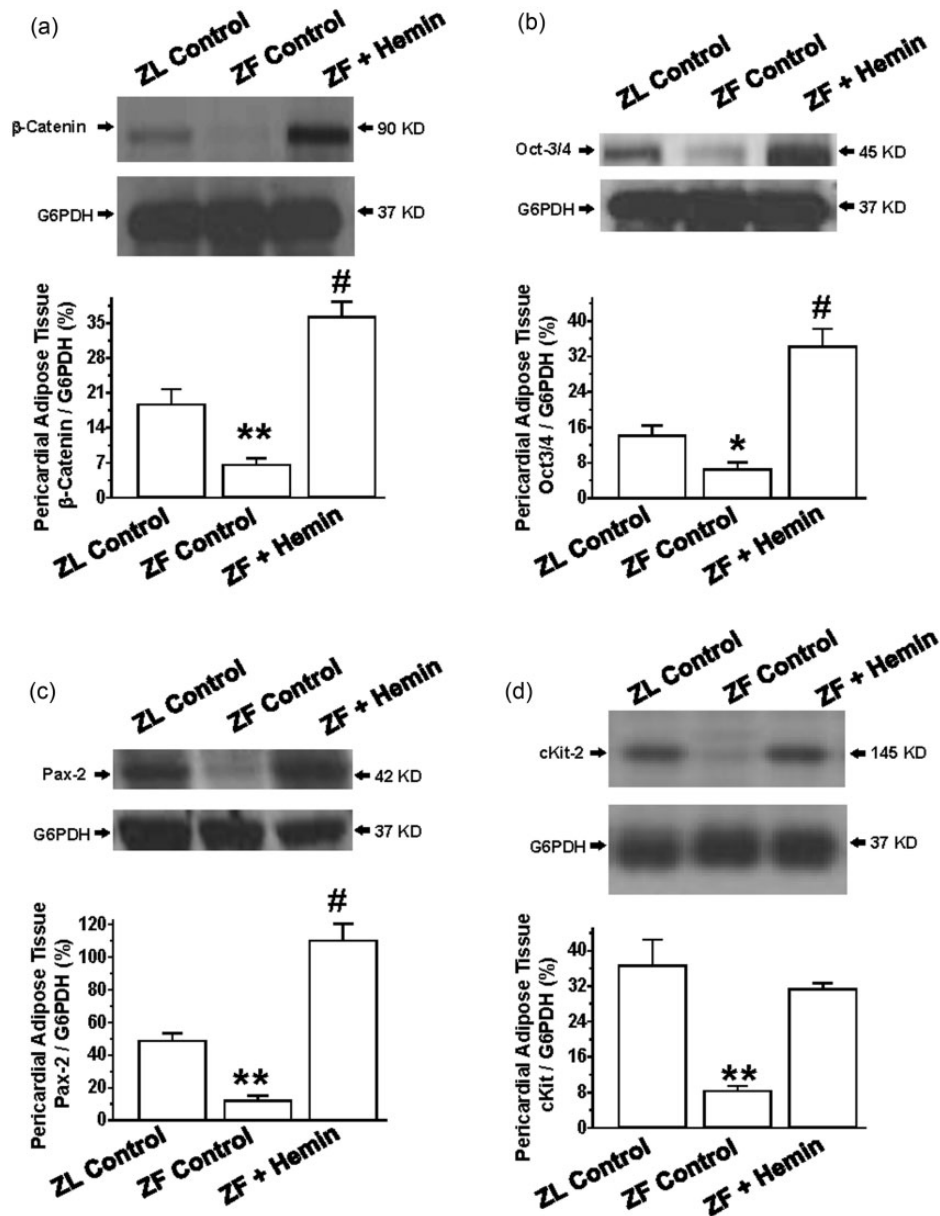 (a)
ZL Control ZF Control ZF + Hemin
β-Catenin 90 KD
G6PDH 37 KD
Pericardial Adipose Tissue
β-Catenin / G6PDH (%)
35
28
21
14
7
0
**
#
ZL Control ZF Control ZF + Hemin
(b)
ZL Control ZF Control ZF + Hemin
Oct-3/4 45 KD
G6PDH 37 KD
Pericardial Adipose Tissue
Oct3/4 / G6PDH (%)
40
32
16
8
0
*
#
ZL Control ZF Control ZF + Hemin
(c)
ZL Control ZF Control ZF + Hemin
Pax-2 42 KD
G6PDH 37 KD
Pericardial Adipose Tissue
Pax-2 / G6PDH (%)
120
100
80
60
40
20
0
**
#
ZL Control ZF Control ZF + Hemin
(d)
ZL Control ZF Control ZF + Hemin
cKit-2 145 KD
G6PDH 37 KD
Pericardial Adipose Tissue
cKit / G6PDH (%)
40
32
24
16
8
0
**
ZL Control ZF Control ZF + Hemin